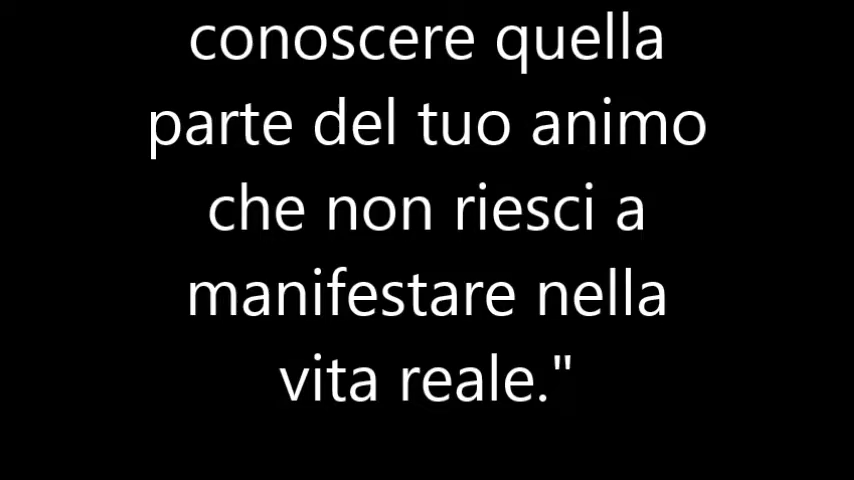 conoscere quella
parte del tuo animo
che non riesci a
manifestare nella
vita reale."